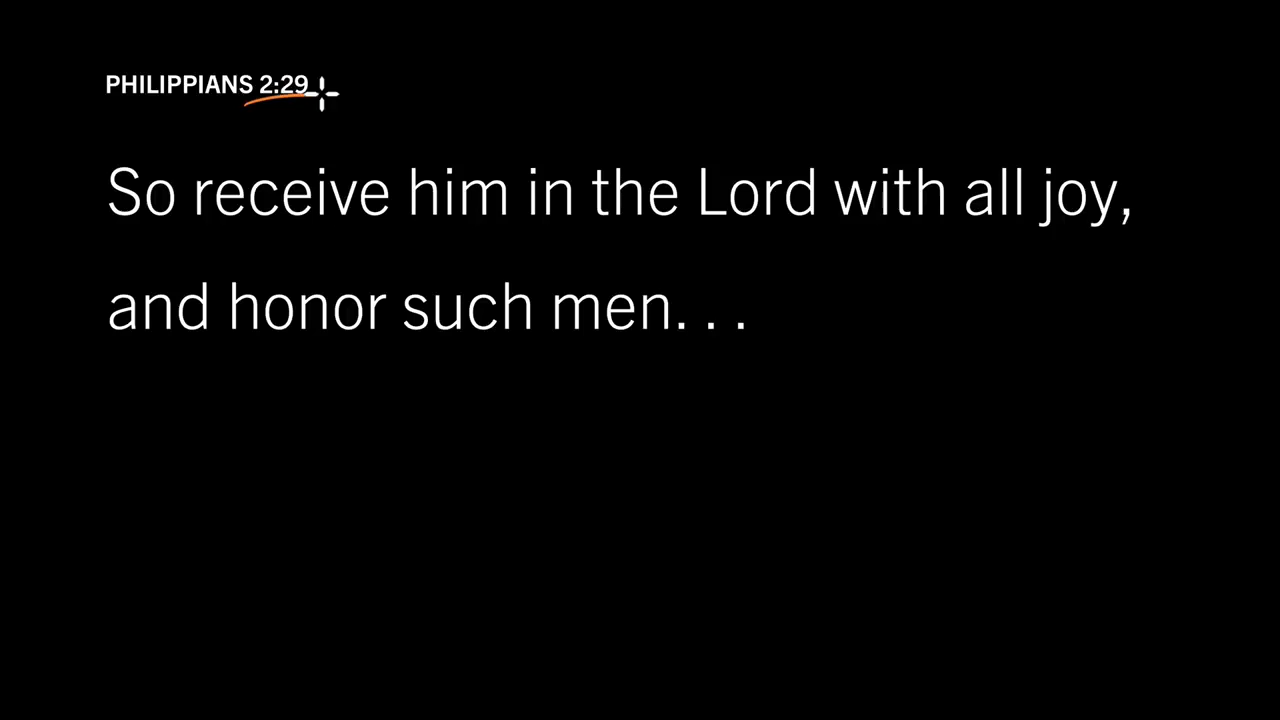 PHILIPPIANS 2:29
So receive him in the Lord with all joy,
and honor such men. . .